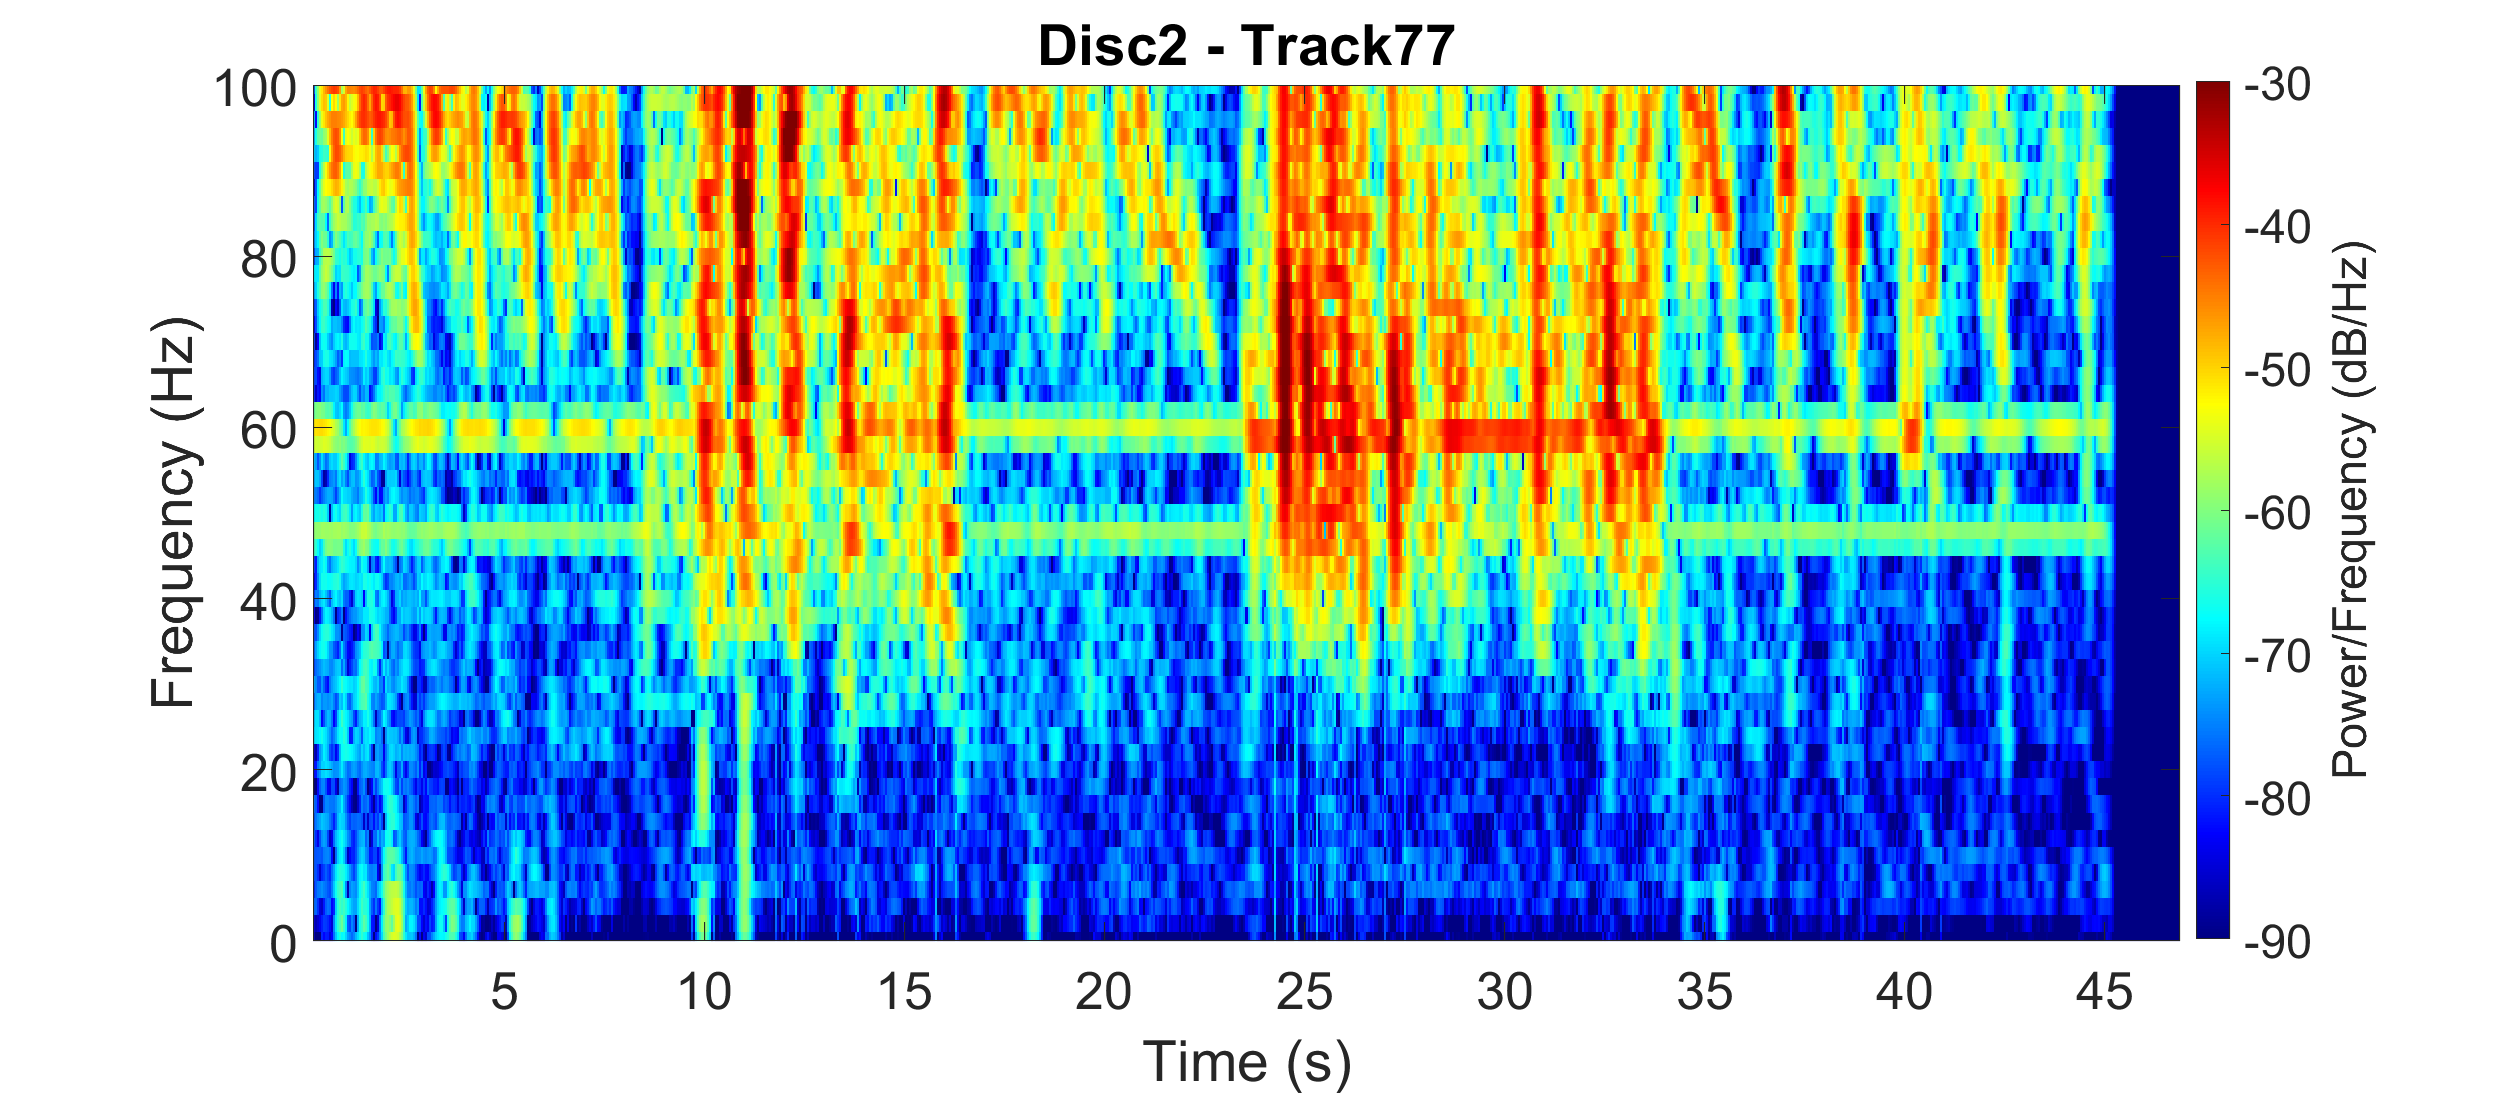 Disc2 - Track77
100
80
60
40
20
0
Frequency (Hz)
5 10 15 20 25 30 35 40 45
Time (s)
-30
-40
-50
-60
-70
-80
-90
Power/Frequency (dB/Hz)